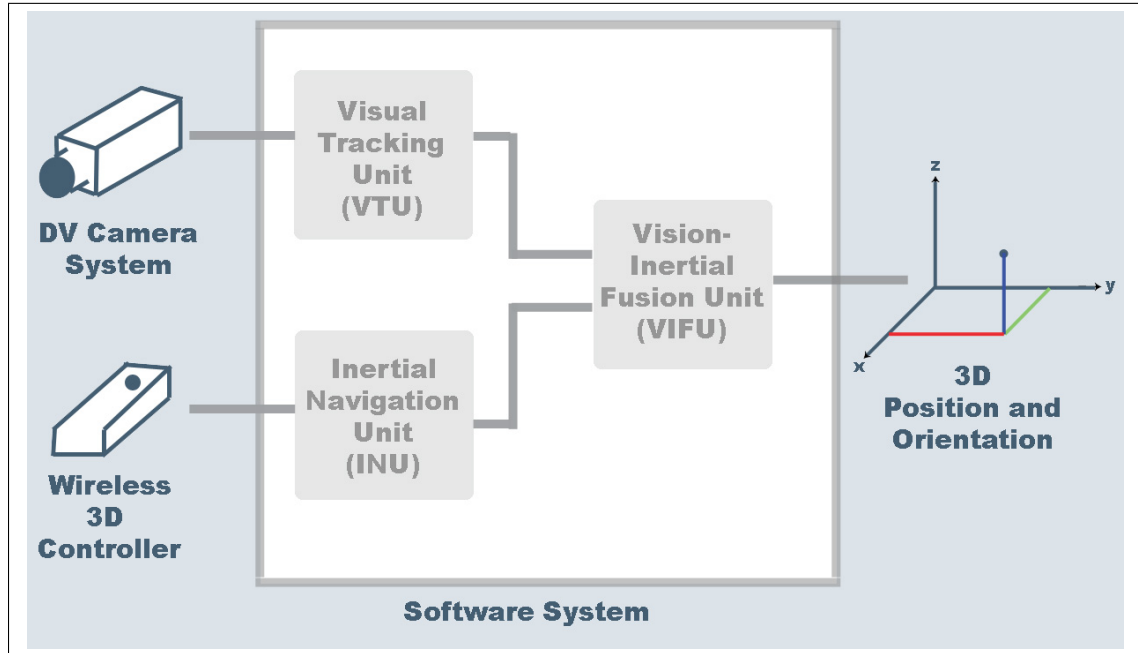 DV Camera
System
Wireless
3D
Controller
Visual
Tracking
Unit
(VTU)
Inertial
Navigation
Unit
(INU)
Vision-
Inertial
Fusion Unit
(VIFU)
z
y
x
3D
Position and
Orientation
Software System